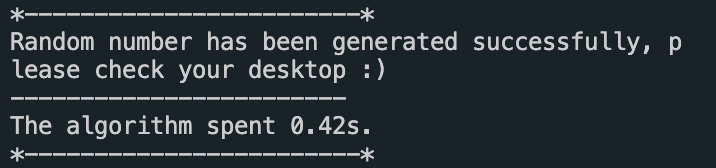 *------------------------*
Random number has been generated successfully, p
lease check your desktop :)
------------------------
The algorithm spent 0.42s.
*------------------------*